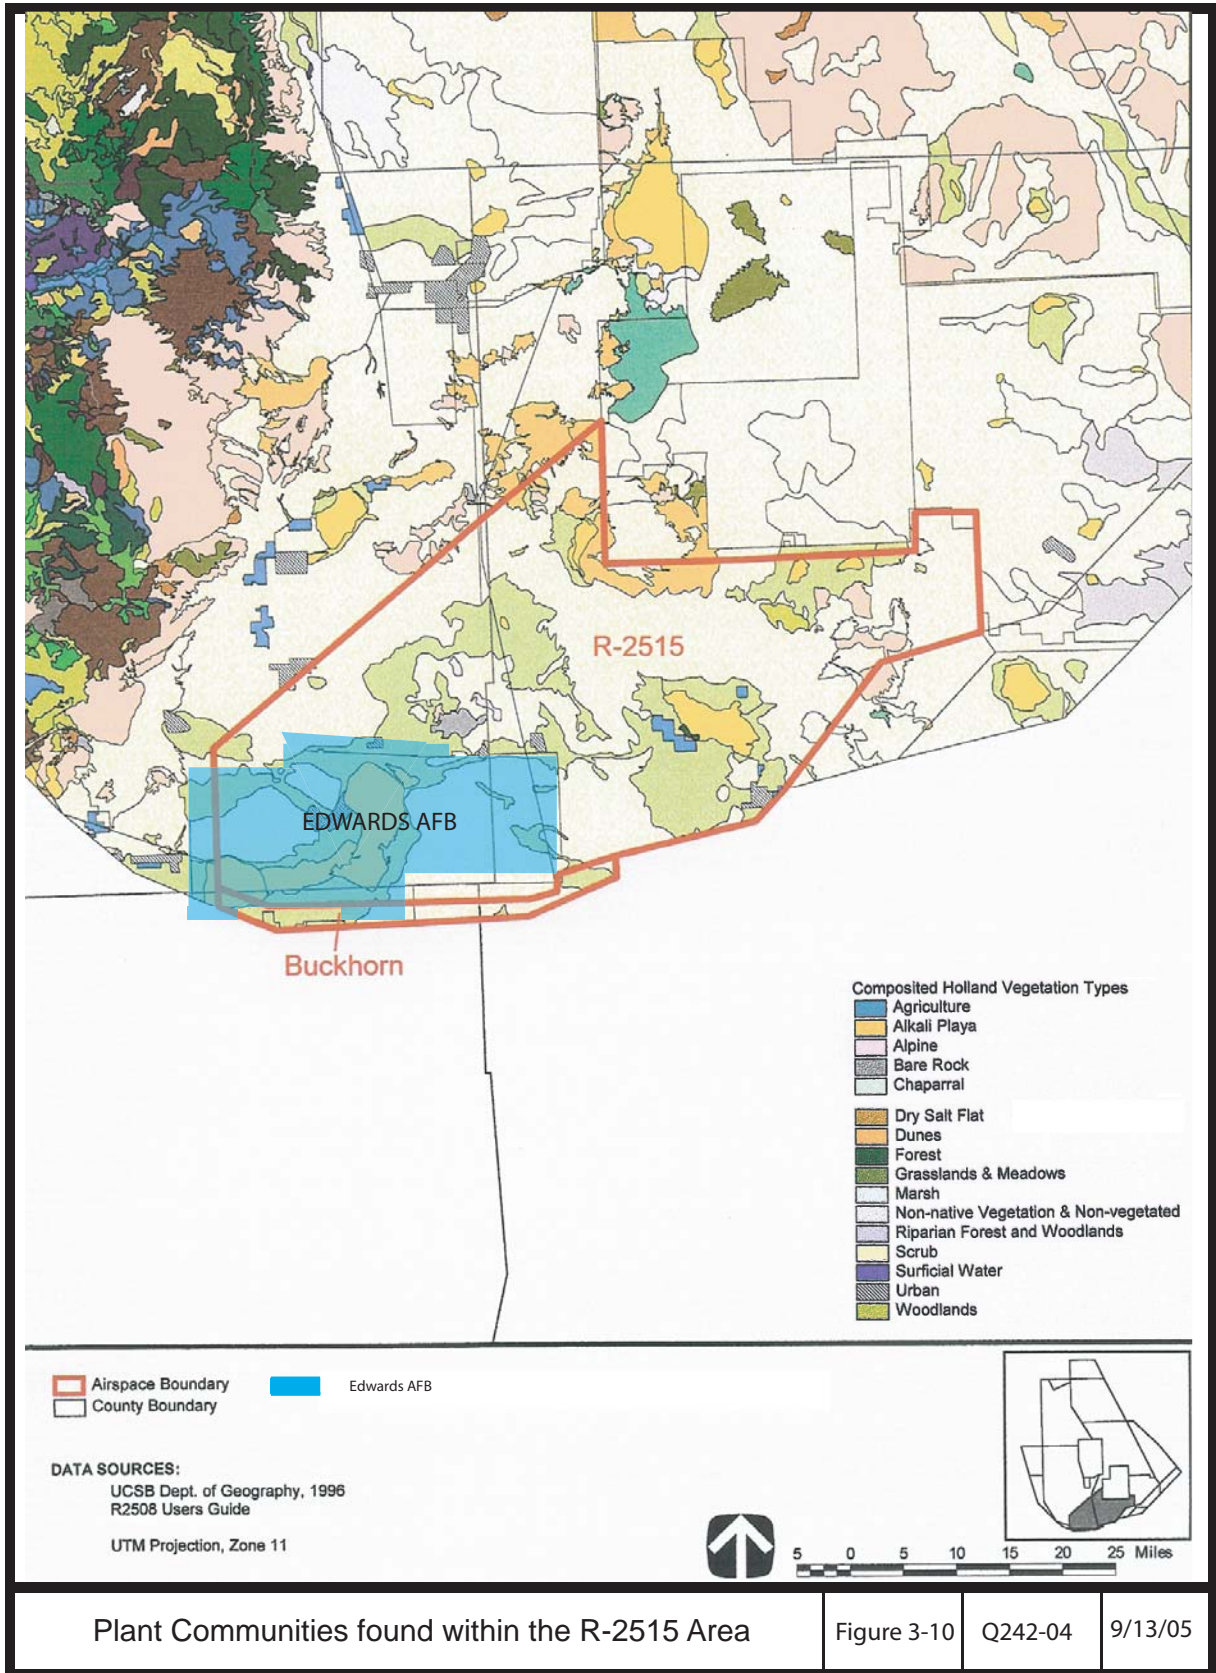 R-2515
EDWARDS AFB
Buckhorn
Composited Holland Vegetation Types
Agriculture
Alkali Playa
Alpine
Bare Rock
Chaparral
Dry Salt Flat
Dunes
Forest
Grasslands & Meadows
Marsh
Non-native Vegetation & Non-vegetated
Riparian Forest and Woodlands
Scrub
Surficial Water
Urban
Woodlands
Airspace Boundary
Edwards AFB
County Boundary
DATA SOURCES:
UCSB Dept. of Geography, 1996
R2508 Users Guide
UTM Projection, Zone 11
5 0 5 10 15 20 25 Miles
Plant Communities found within the R-2515 Area
Figure 3-10
Q242-04
9/13/05